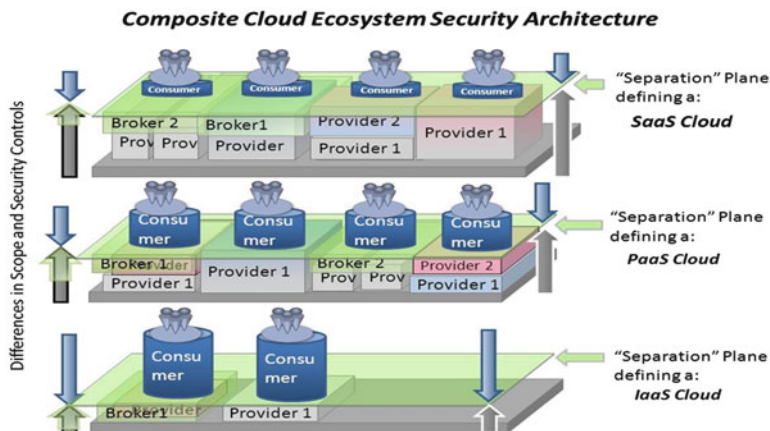 Composite Cloud Ecosystem Security Architecture
Differences in Scope and Security Controls
Consumer
Consumer
Consumer
Consumer
Broker 2
Broker1
Provider 2
Provider 1
Prov
Prov
Provider
Provider 1
"Separation" Plane
defining a:
SaaS Cloud
Consu
mer
Consu
mer
Consu
mer
Consu
mer
Broker 1
Provider
Provider 1
Provider 1
Broker 2
Prov
Prov
Provider 2
Provider 1
"Separation" Plane
defining a:
PaaS Cloud
Consu
mer
Consu
mer
Broker1
Provider
Provider 1
"Separation" Plane
defining a:
IaaS Cloud